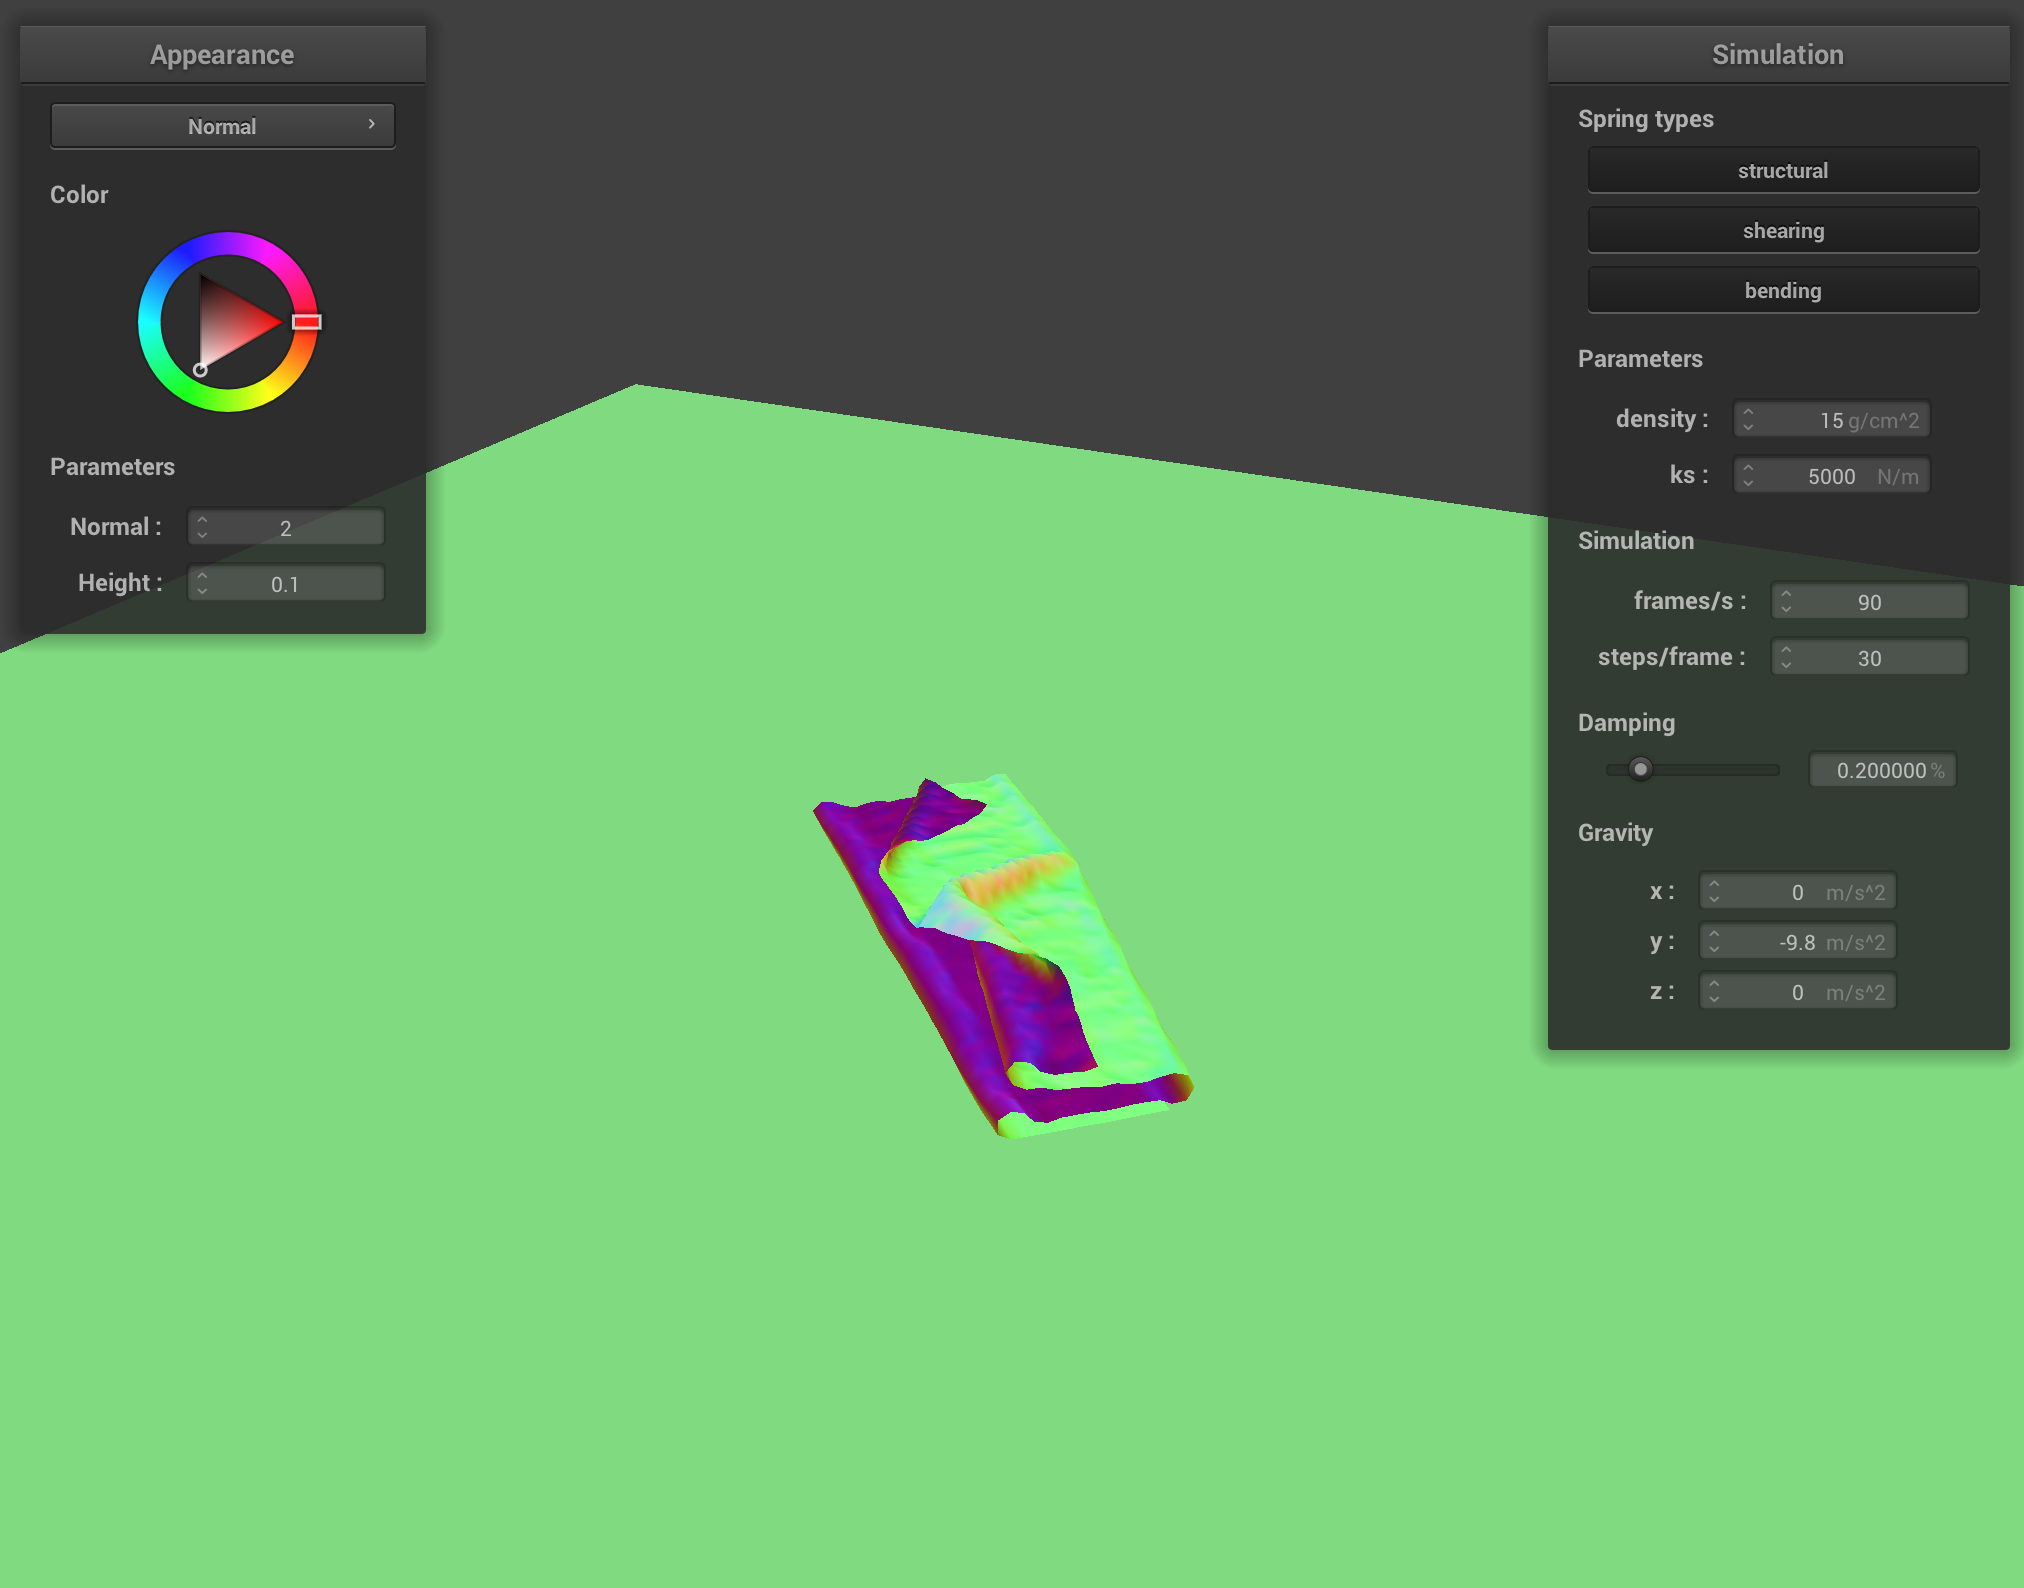 Appearance
Normal
Color
Parameters
Normal : 2
Height : 0.1
Simulation
Spring types
structural
shearing
bending
Parameters
density : 15 g/cm^2
ks : 5000 N/m
Simulation
frames/s : 90
steps/frame : 30
Damping
0.200000 %
Gravity
x : 0 m/s^2
y : -9.8 m/s^2
z : 0 m/s^2